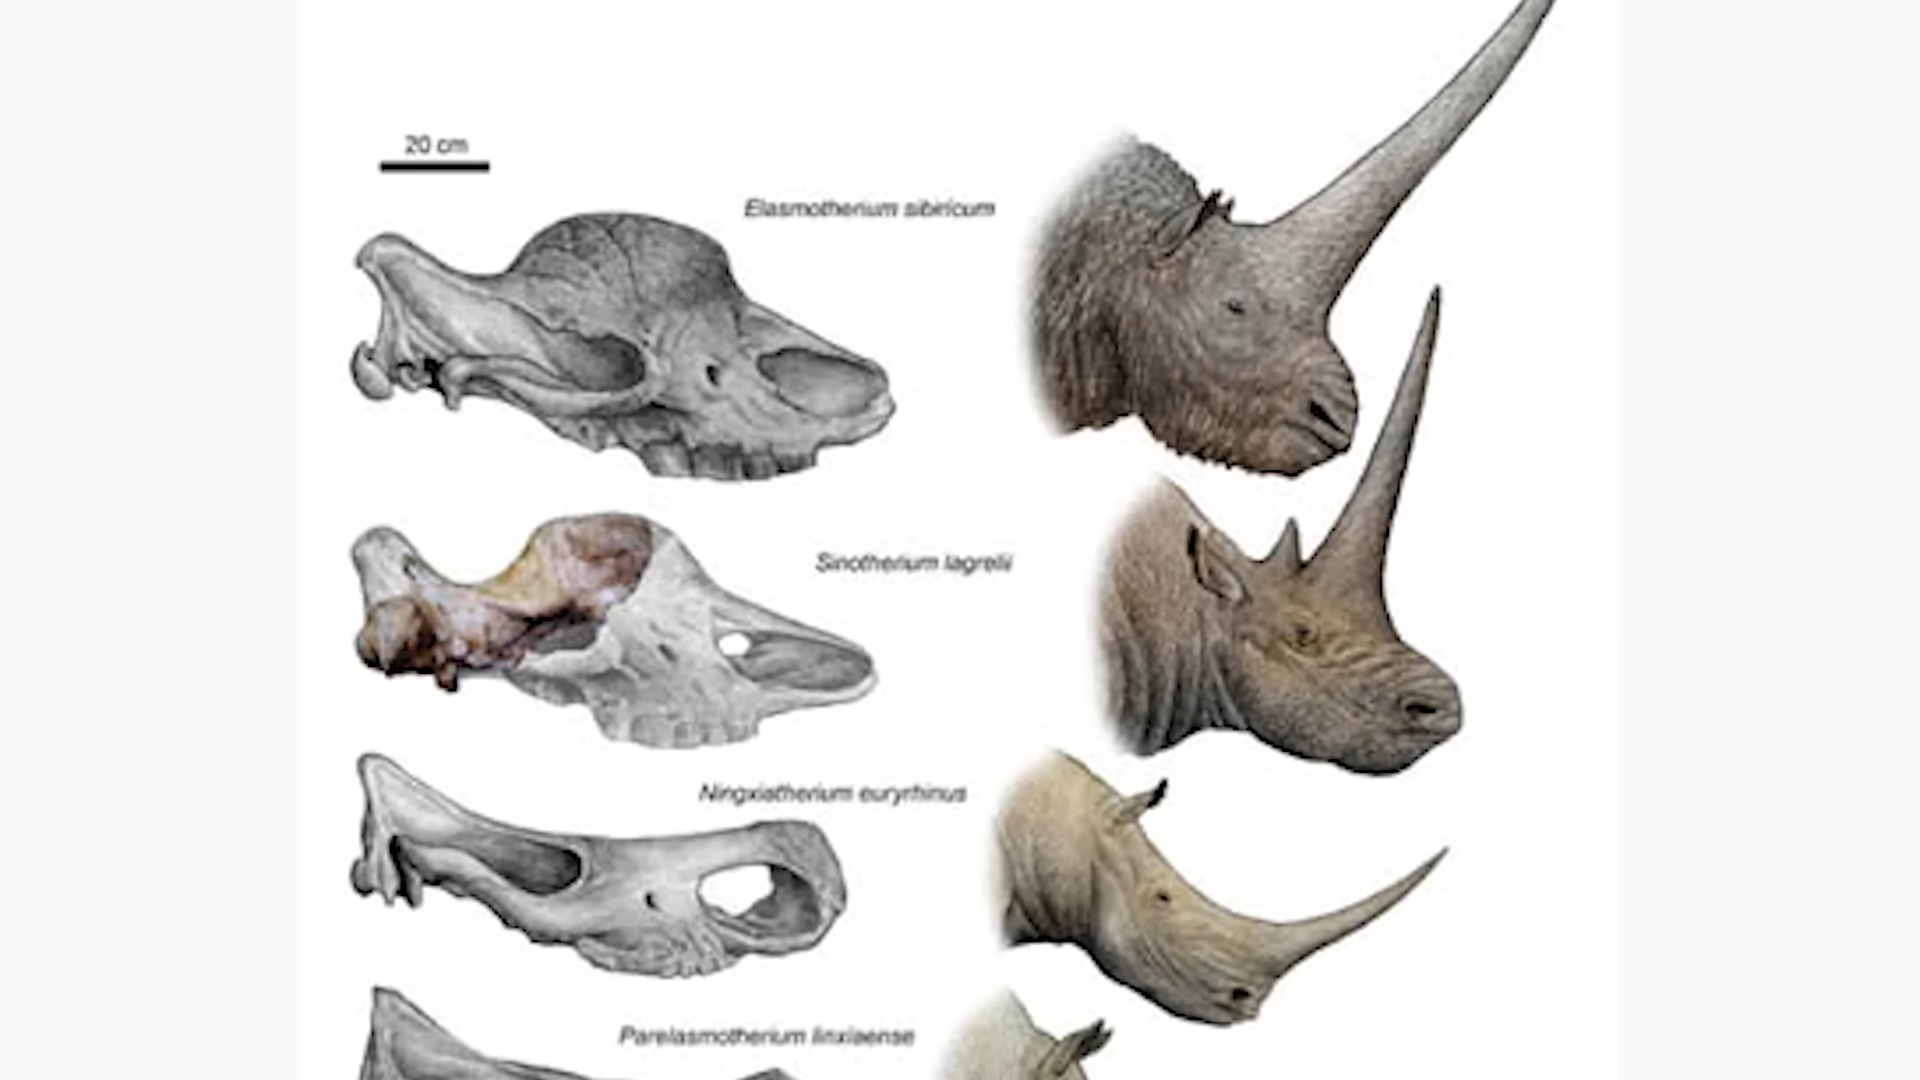 20 cm
Elasmotherium sibiricum
Sinotherium lagrelii
Ningxiatherium euryrhinus
Parelasmotherium linxiaense